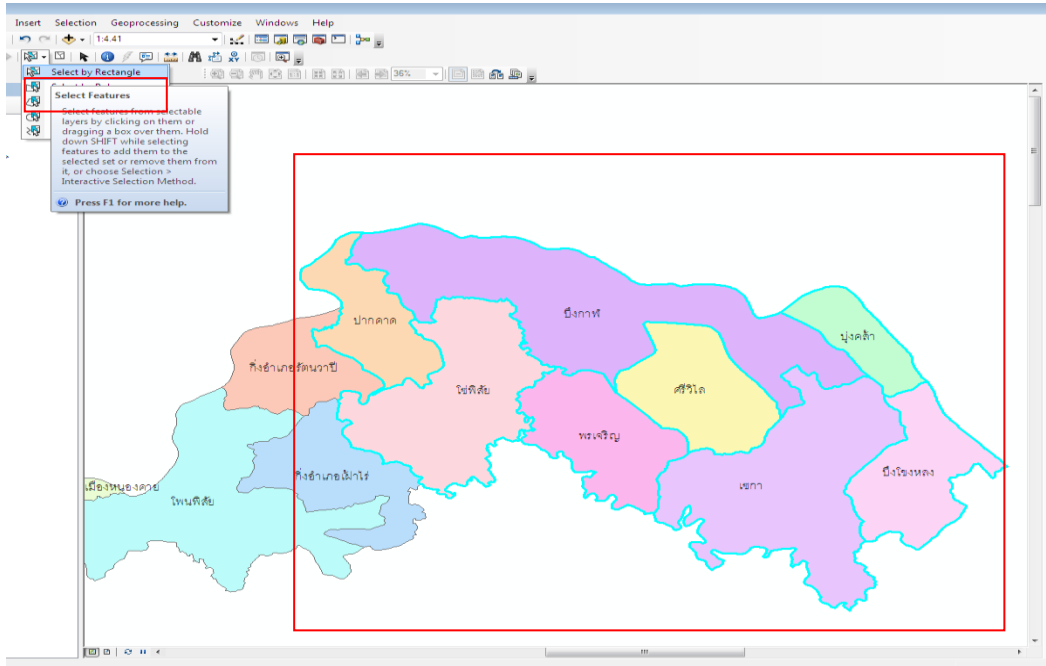 Insert Selection Geoprocessing Customize Windows Help
1:4.41
36%
Select by Rectangle
Select Features
Select features from selectable
layers by clicking on them or
dragging a box over them. Hold
down SHIFT while selecting
features to add them to the
selected set or remove them from
it, or choose Selection >
Interactive Selection Method.
Press F1 for more help.
บึงกาฬ
ปากคาด
บุ่งคล้า
กิ่งอำเภอรัตนวาปี
โซ่พิสัย
ศรีวิไล
พรเจริญ
บึงโขงหลง
กิ่งอำเภอเฝ้าไร่
เซกา
เมืองหนองคาย
โพนพิสัย